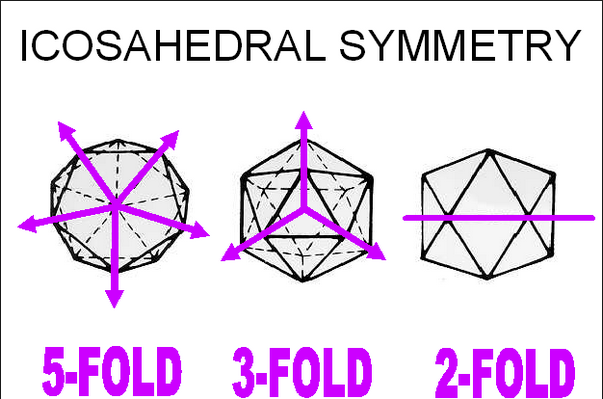 ICOSAHEDRAL SYMMETRY
5-FOLD 3-FOLD 2-FOLD